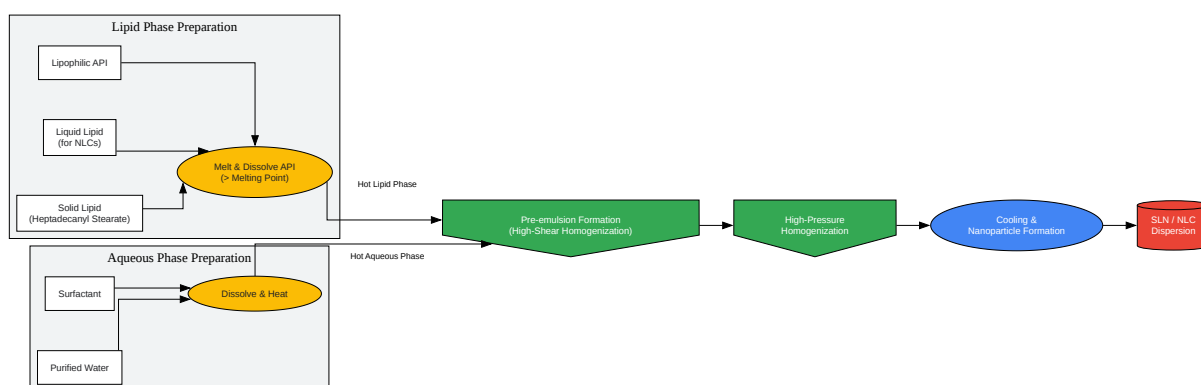 Lipid Phase Preparation
Lipophilic API
Liquid Lipid
(for NLCs)
Melt & Dissolve API
(> Melting Point)
Solid Lipid
(Heptadecanyl Stearate)
Hot Lipid Phase
Pre-emulsion Formation
(High-Shear Homogenization)
High-Pressure
Homogenization
Cooling &
Nanoparticle Formation
SLN / NLC
Dispersion
Aqueous Phase Preparation
Hot Aqueous Phase
Surfactant
Dissolve & Heat
Purified Water